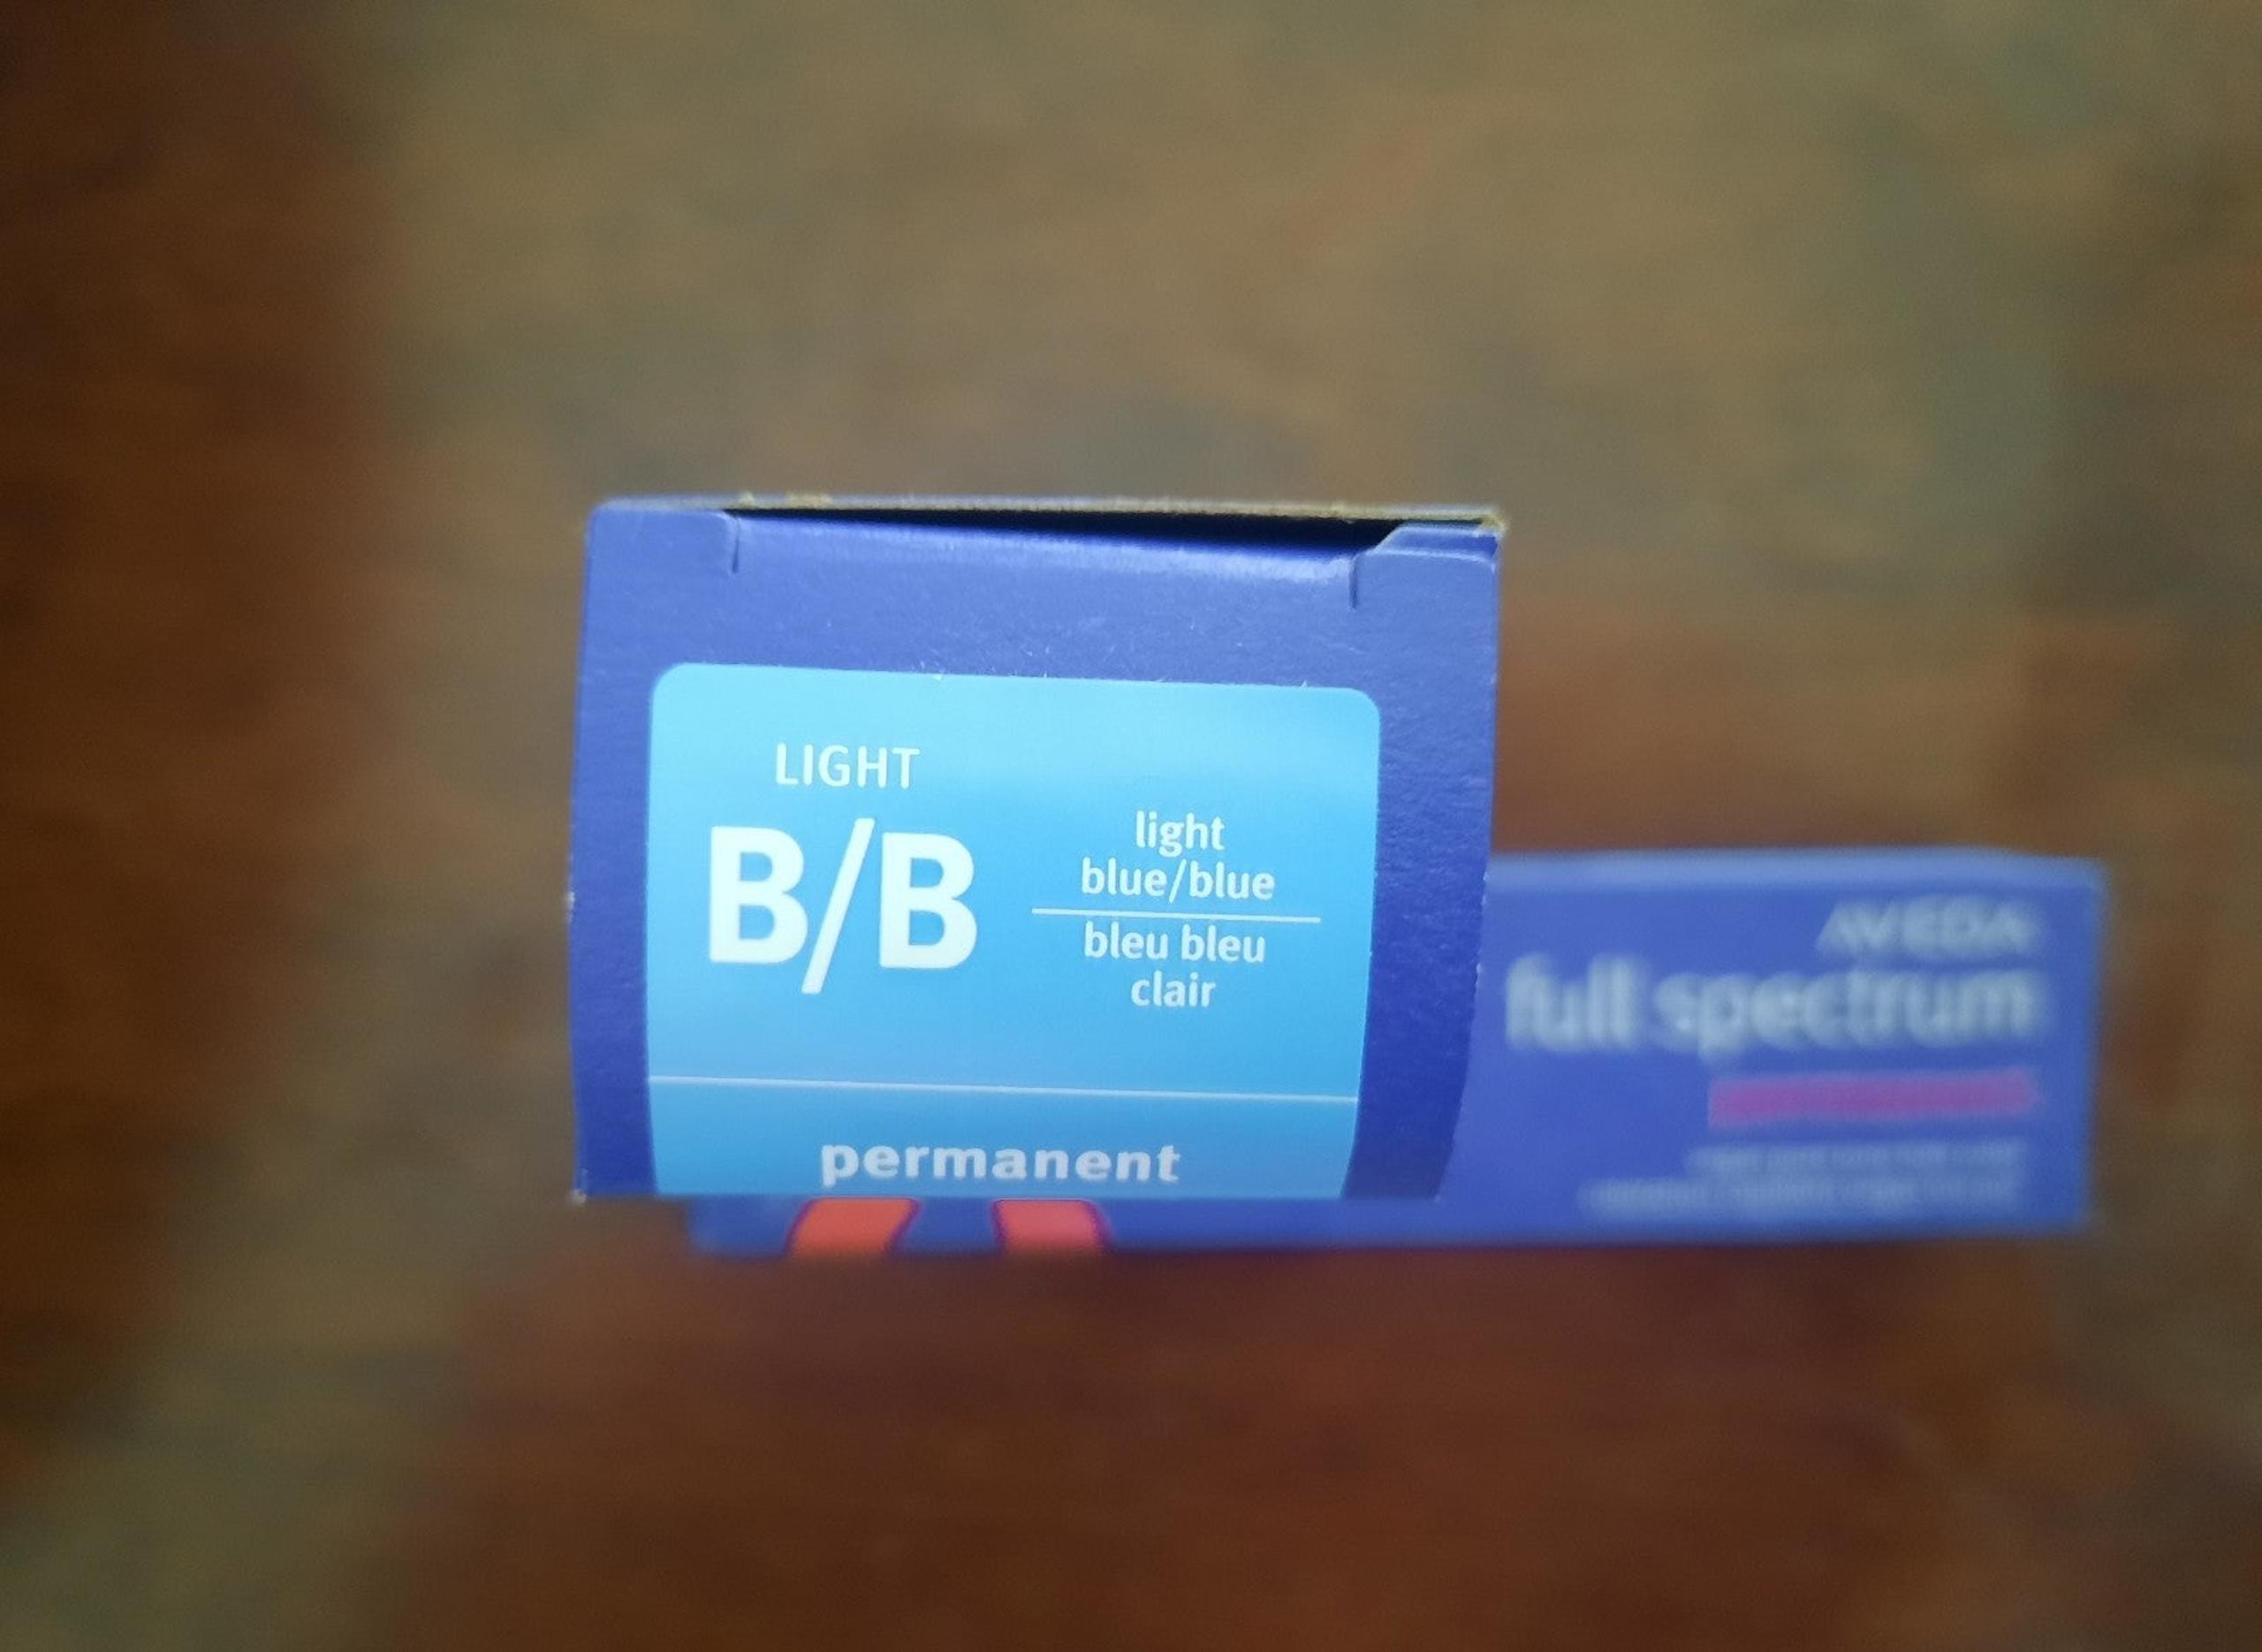 LIGHT
B/B
light
blue/blue
bleu bleu
clair
permanent
AVEDA
full spectrum